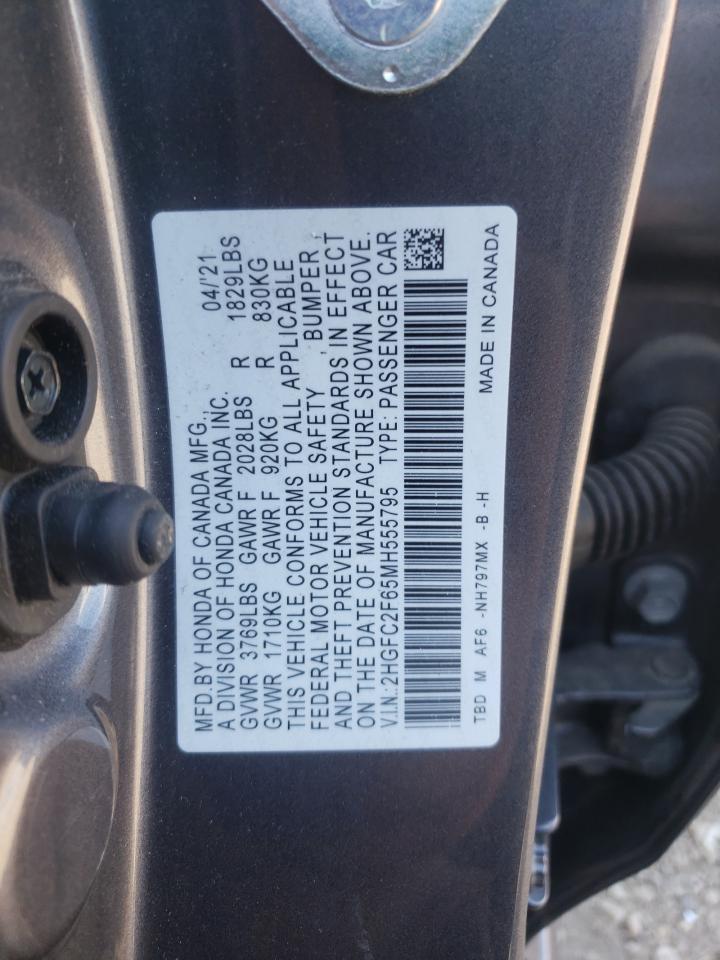 MFD.BY HONDA OF CANADA MFG., 04/'21
A DIVISION OF HONDA CANADA INC.
GVWR 3769LBS GAWR F 2028LBS R 1829LBS
GVWR 1710KG GAWR F 920KG R 830KG
THIS VEHICLE CONFORMS TO ALL APPLICABLE
FEDERAL MOTOR VEHICLE SAFETY , BUMPER ,
AND THEFT PREVENTION STANDARDS IN EFFECT
ON THE DATE OF MANUFACTURE SHOWN ABOVE.
V.I.N.:2HGFC2F65MH555795 TYPE: PASSENGER CAR
TBD M AF6 -NH797MX -B -H MADE IN CANADA